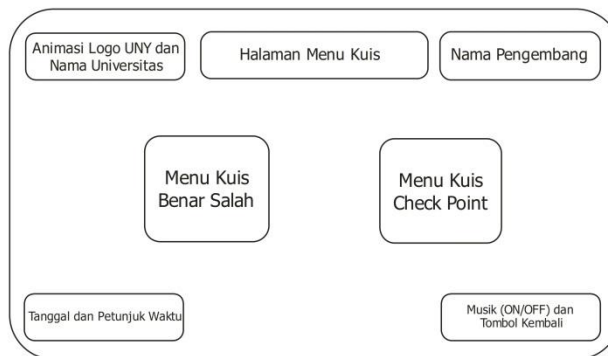 Animasi Logo UNY dan
Nama Universitas
Halaman Menu Kuis
Nama Pengembang
Menu Kuis
Benar Salah
Menu Kuis
Check Point
Tanggal dan Petunjuk Waktu
Musik (ON/OFF) dan
Tombol Kembali